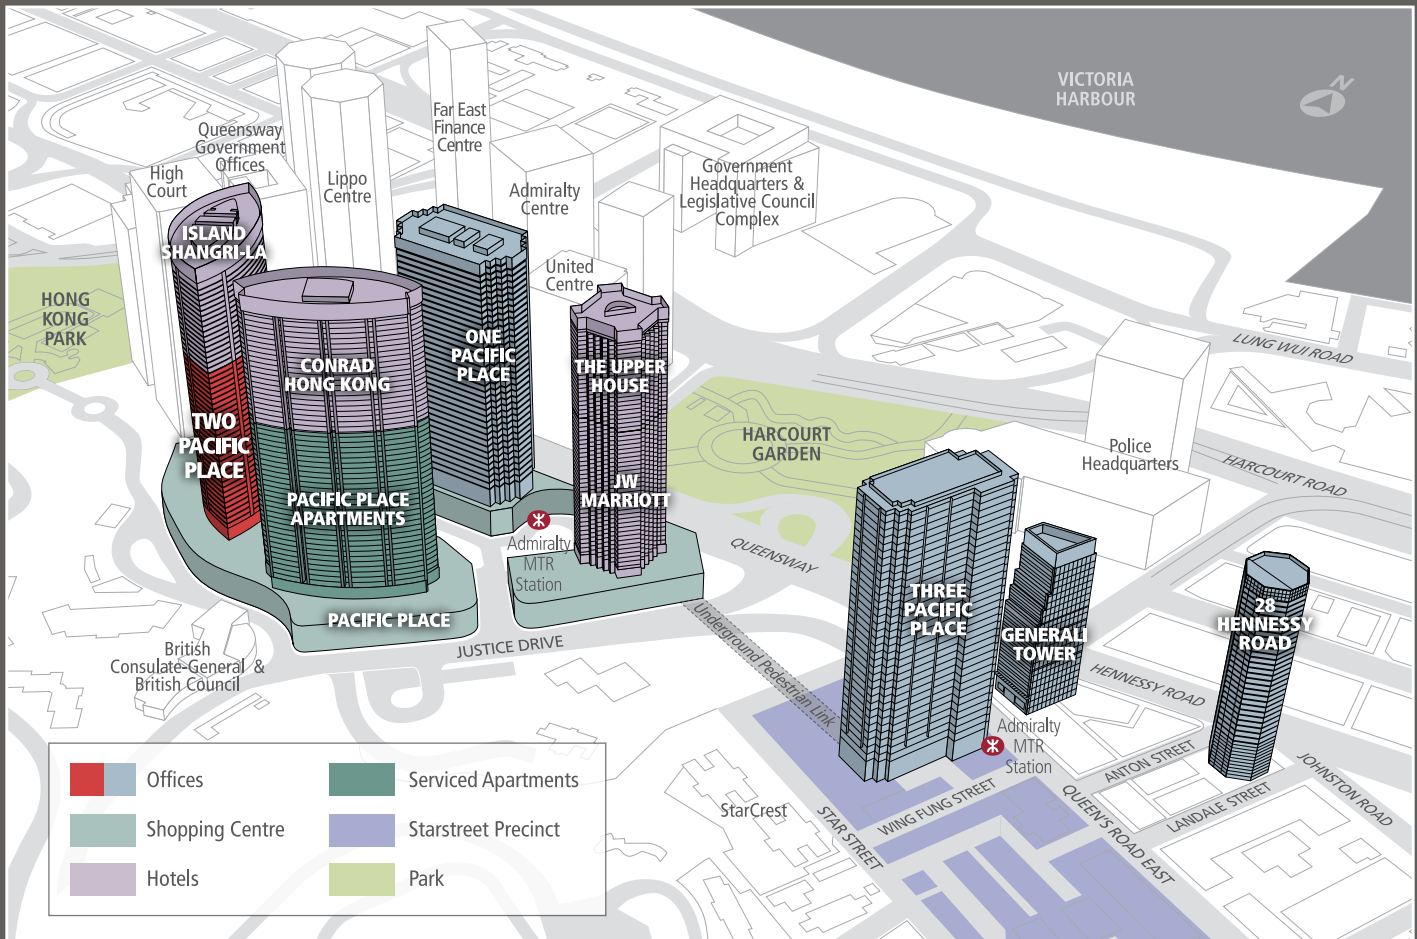 VICTORIA
HARBOUR
N
Far East
Finance
Centre
Queensway
Government
Offices
High
Court
Lippo
Centre
Admiralty
Centre
Government
Headquarters &
Legislative Council
Complex
ISLAND
SHANGRI-LA
United
Centre
HONG
KONG
PARK
ONE
PACIFIC
PLACE
CONRAD
HONG KONG
THE UPPER
HOUSE
LUNG WUI ROAD
TWO
PACIFIC
PLACE
HARCOURT
GARDEN
Police
Headquarters
HARCOURT ROAD
PACIFIC PLACE
APARTMENTS
JW
MARRIOTT
Admiralty
MTR
Station
QUEENSWAY
PACIFIC PLACE
JUSTICE DRIVE
Underground Pedestrian Link
THREE
PACIFIC
PLACE
GENERALI
TOWER
28
HENNESSY
ROAD
British
Consulate-General &
British Council
HENNESSY ROAD
Admiralty
MTR
Station
ANTON STREET
JOHNSTON ROAD
LANDALE STREET
QUEEN'S ROAD EAST
WING FUNG STREET
STAR STREET
StarCrest
Offices
Serviced Apartments
Shopping Centre
Starstreet Precinct
Hotels
Park